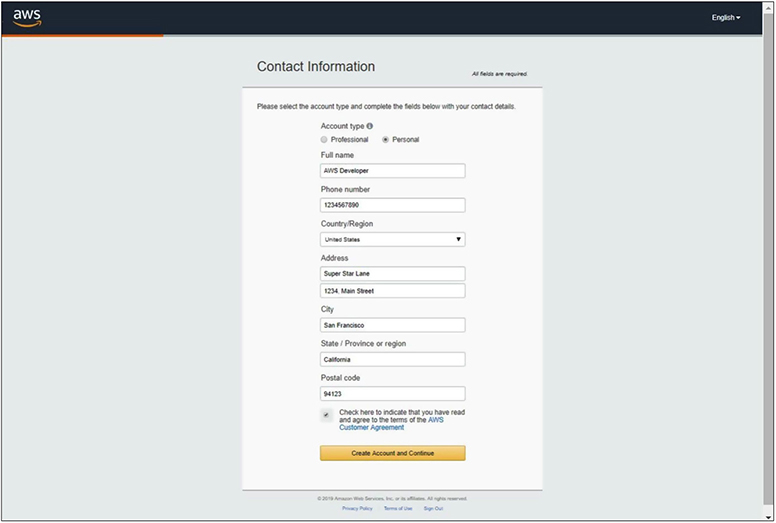 aws
English
Contact Information
All fields are required.
Please select the account type and complete the fields below with your contact details.
Account type
Professional
Personal
Full name
AWS Developer
Phone number
1234567890
Country/Region
United States
Address
Super Star Lane
1234, Main Street
City
San Francisco
State / Province or region
California
Postal code
94123
Check here to indicate that you have read
and agree to the terms of the AWS
Customer Agreement
Create Account and Continue
© 2019 Amazon Web Services, Inc. or its affiliates. All rights reserved.
Privacy Policy
Terms of Use
Sign Out